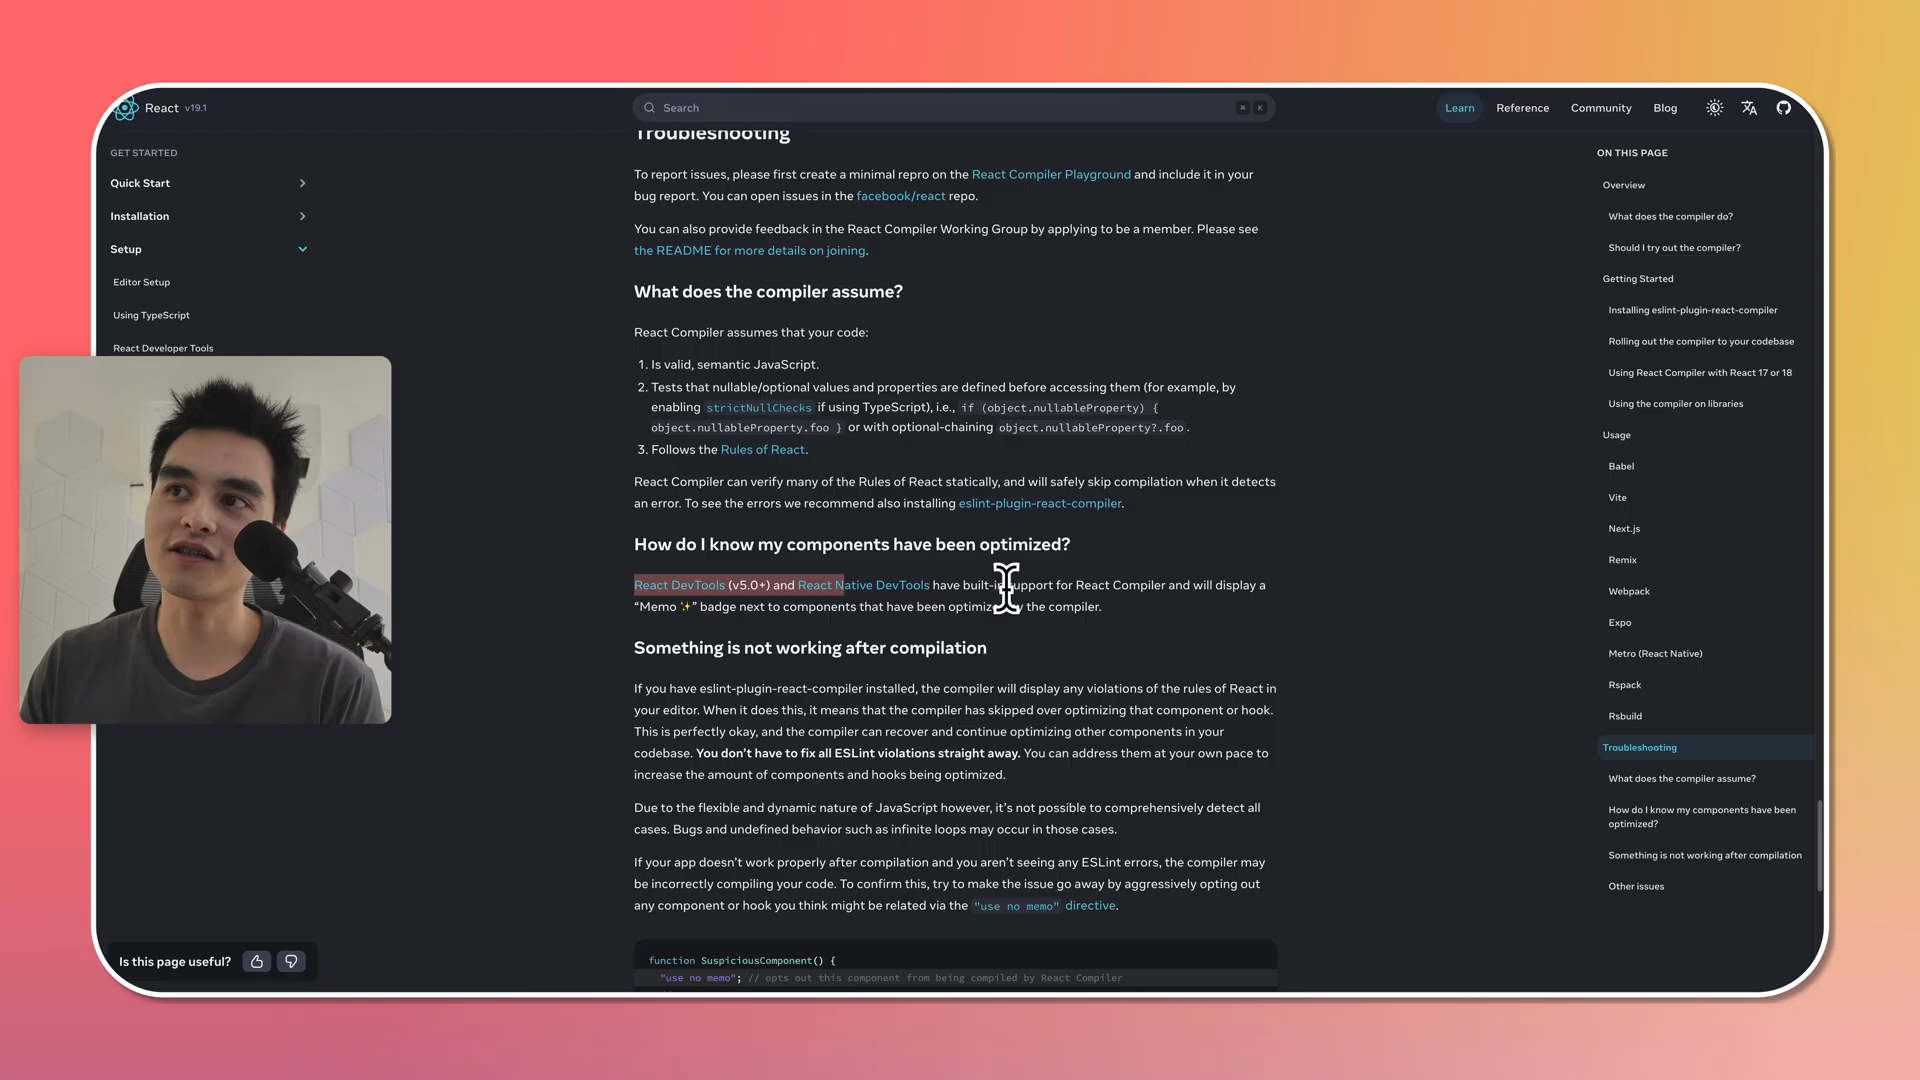 React v19.1
Search
⌘ K
Learn
Reference
Community
Blog
GET STARTED
Quick Start
Installation
Setup
Editor Setup
Using TypeScript
React Developer Tools
Troubleshooting
To report issues, please first create a minimal repro on the React Compiler Playground and include it in your
bug report. You can open issues in the facebook/react repo.
You can also provide feedback in the React Compiler Working Group by applying to be a member. Please see
the README for more details on joining.
What does the compiler assume?
React Compiler assumes that your code:
1. Is valid, semantic JavaScript.
2. Tests that nullable/optional values and properties are defined before accessing them (for example, by
enabling strictNullChecks if using TypeScript), i.e., if (object.nullableProperty) {
object.nullableProperty.foo } or with optional-chaining object.nullableProperty?.foo.
3. Follows the Rules of React.
React Compiler can verify many of the Rules of React statically, and will safely skip compilation when it detects
an error. To see the errors we recommend also installing eslint-plugin-react-compiler.
How do I know my components have been optimized?
React DevTools (v5.0+) and React Native DevTools have built-in support for React Compiler and will display a
“Memo ✨” badge next to components that have been optimized by the compiler.
Something is not working after compilation
If you have eslint-plugin-react-compiler installed, the compiler will display any violations of the rules of React in
your editor. When it does this, it means that the compiler has skipped over optimizing that component or hook.
This is perfectly okay, and the compiler can recover and continue optimizing other components in your
codebase. You don’t have to fix all ESLint violations straight away. You can address them at your own pace to
increase the amount of components and hooks being optimized.
Due to the flexible and dynamic nature of JavaScript however, it’s not possible to comprehensively detect all
cases. Bugs and undefined behavior such as infinite loops may occur in those cases.
If your app doesn’t work properly after compilation and you aren’t seeing any ESLint errors, the compiler may
be incorrectly compiling your code. To confirm this, try to make the issue go away by aggressively opting out
any component or hook you think might be related via the "use no memo" directive.
function SuspiciousComponent() {
"use no memo"; // opts out this component from being compiled by React Compiler
Is this page useful?
ON THIS PAGE
Overview
What does the compiler do?
Should I try out the compiler?
Getting Started
Installing eslint-plugin-react-compiler
Rolling out the compiler to your codebase
Using React Compiler with React 17 or 18
Using the compiler on libraries
Usage
Babel
Vite
Next.js
Remix
Webpack
Expo
Metro (React Native)
Rspack
Rsbuild
Troubleshooting
What does the compiler assume?
How do I know my components have been
optimized?
Something is not working after compilation
Other issues